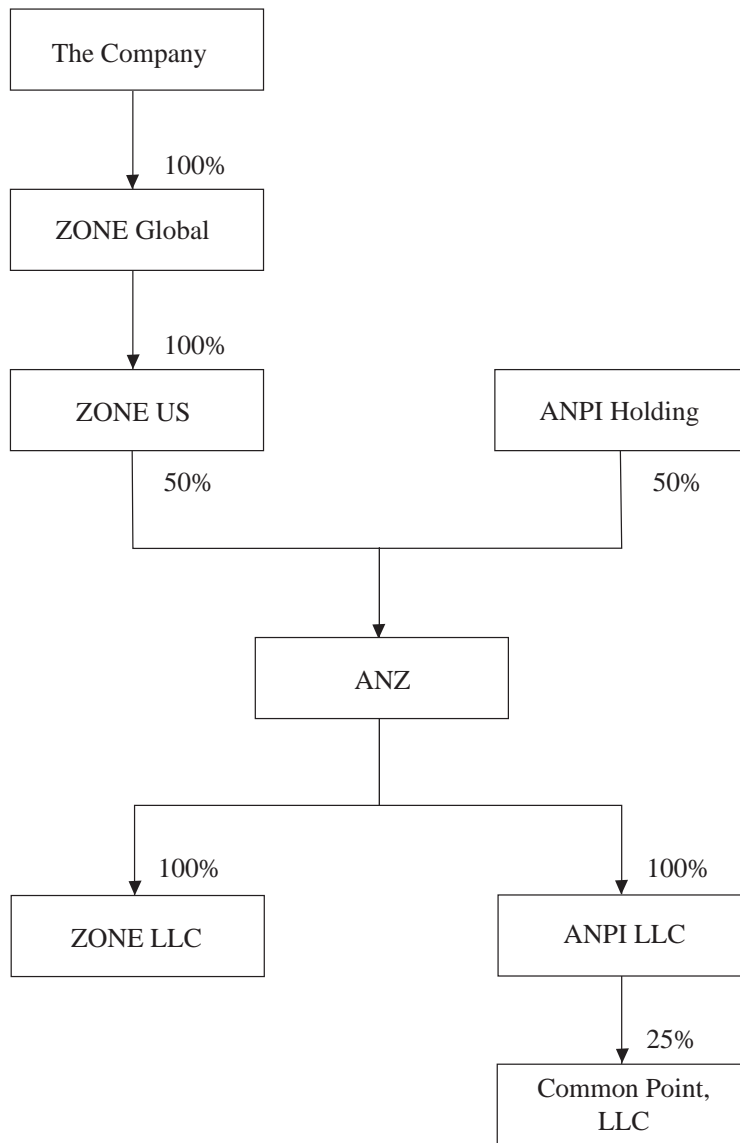 The Company
100%
ZONE Global
100%
ZONE US
ANPI Holding
50%
50%
ANZ
100%
100%
ZONE LLC
ANPI LLC
25%
Common Point,
LLC